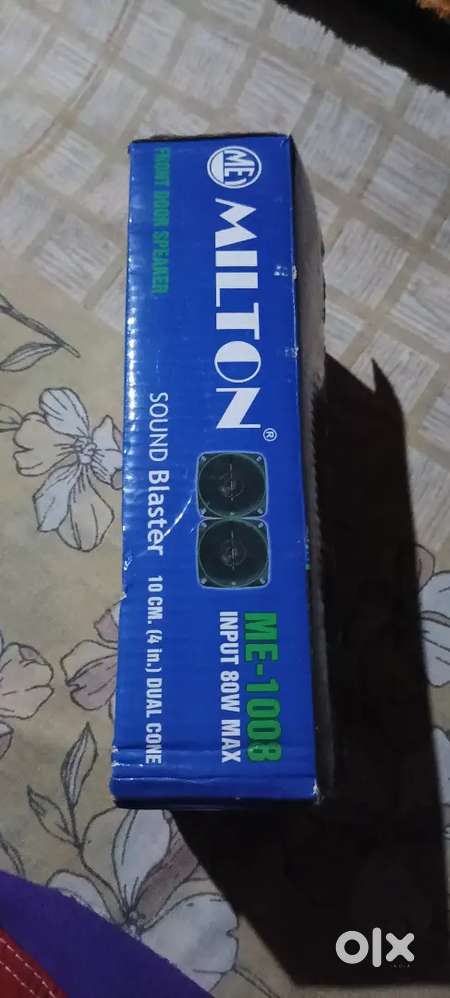 ME
MILTON®
FRONT DOOR SPEAKER
SOUND Blaster 10 CM. (4 in.) DUAL CONE
ME-1008
INPUT 80W MAX
olx
INDIA